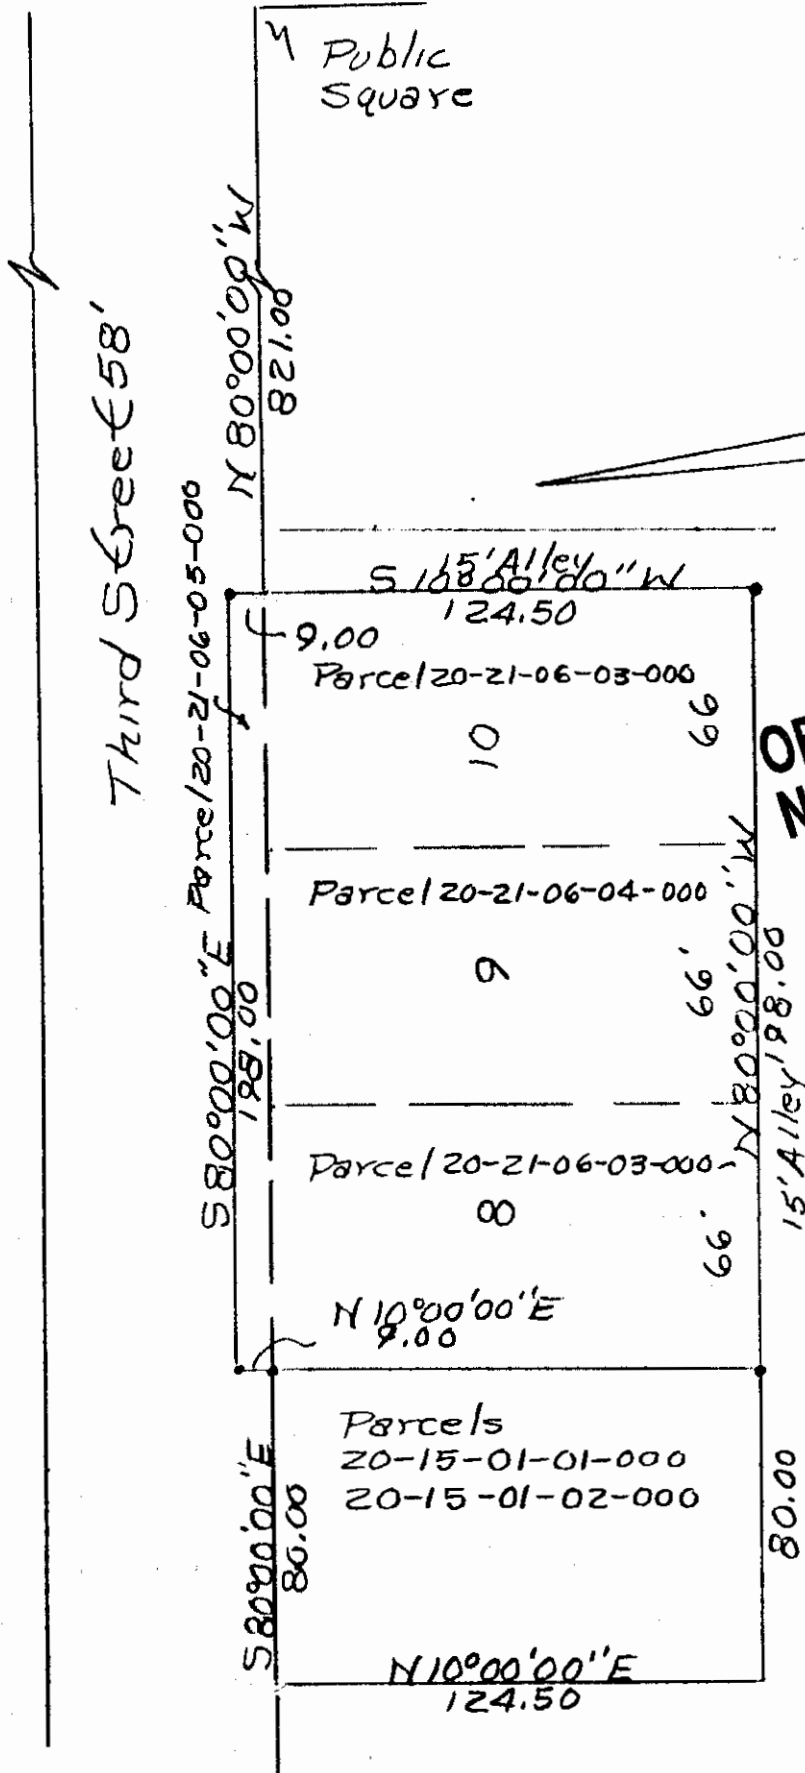 Public
Square
N 80°00'00" W
821.00
Third Street 58'
15' Alley
S 10°00'00" W
124.50
9.00
Parcel 20-21-06-03-000
10
66
Parcel 20-21-06-05-000
Parcel 20-21-06-04-000
9
66'
N 80°00'00" W
198.00
15' Alley
S 80°00'00" E
198.00
Parcel 20-21-06-03-000
8
66'
N 10°00'00" E
9.00
Parcels
20-15-01-01-000
20-15-01-02-000
S 80°00'00" E
80.00
80.00
N 10°00'00" E
124.50